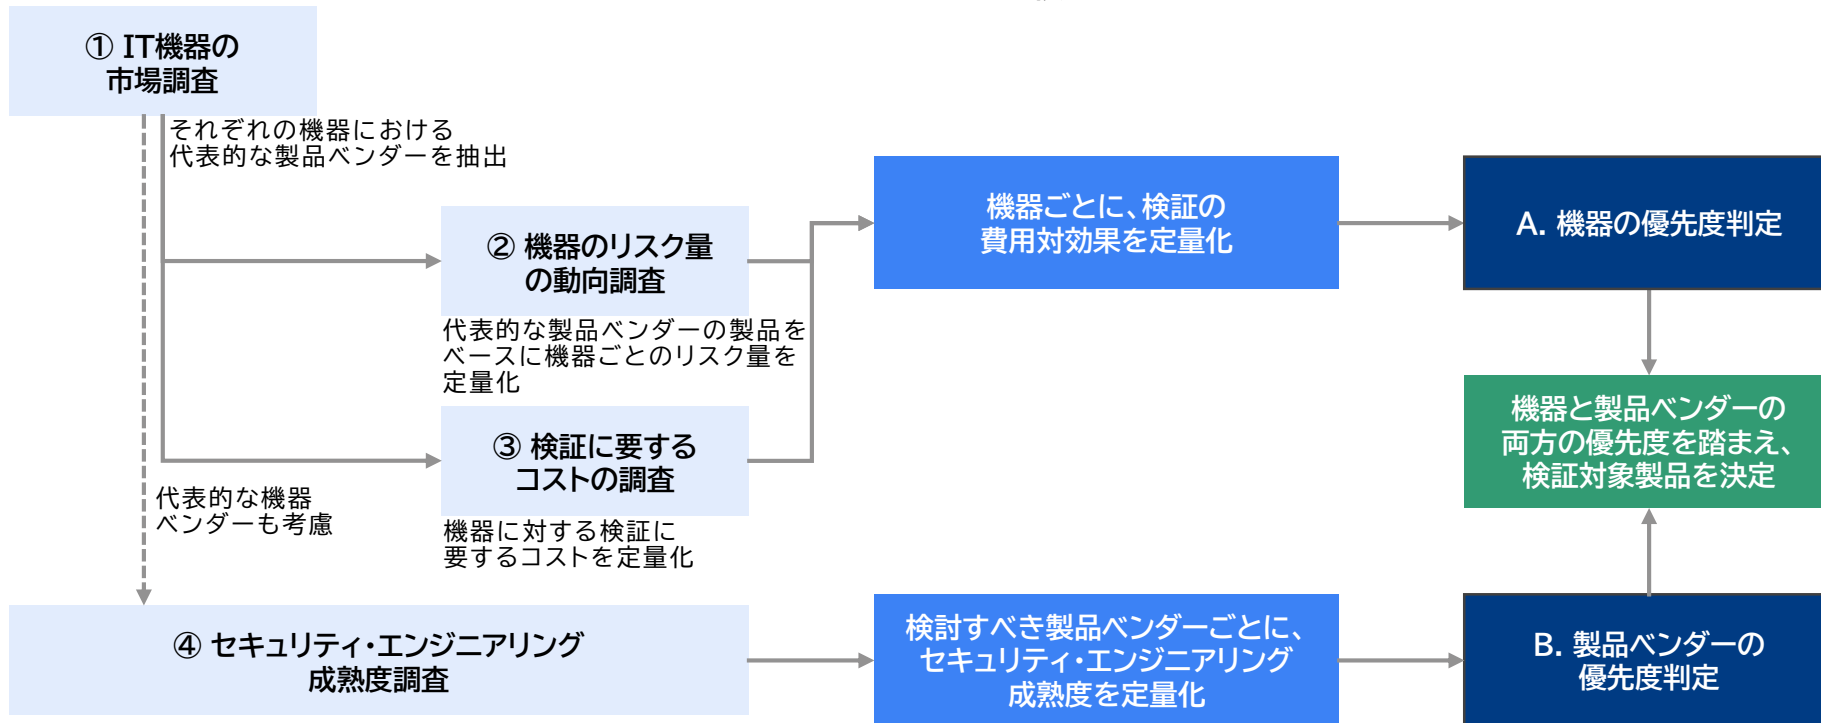 ① IT機器の
市場調査
それぞれの機器における
代表的な製品ベンダーを抽出
② 機器のリスク量
の動向調査
代表的な製品ベンダーの製品を
ベースに機器ごとのリスク量を
定量化
③ 検証に要する
コストの調査
機器に対する検証に
要するコストを定量化
代表的な機器
ベンダーも考慮
④ セキュリティ・エンジニアリング
成熟度調査
機器ごとに、検証の
費用対効果を定量化
A. 機器の優先度判定
機器と製品ベンダーの
両方の優先度を踏まえ、
検証対象製品を決定
検討すべき製品ベンダーごとに、
セキュリティ・エンジニアリング
成熟度を定量化
B. 製品ベンダーの
優先度判定